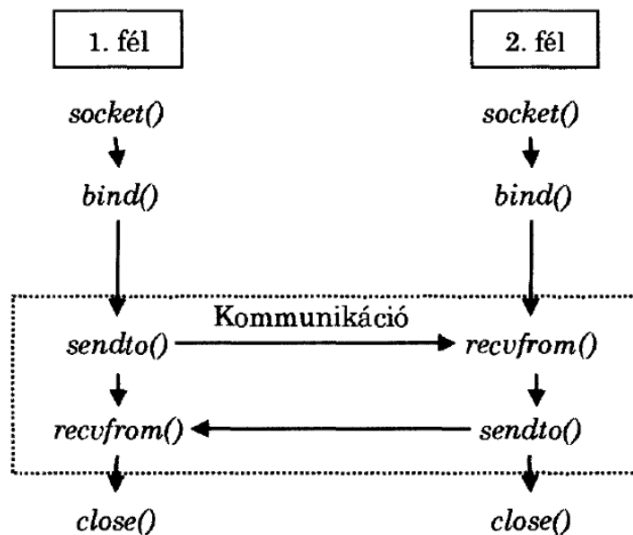 1. fél 2. fél
socket() socket()
bind() bind()
Kommunikáció
sendto() recvfrom()
recvfrom() sendto()
close() close()